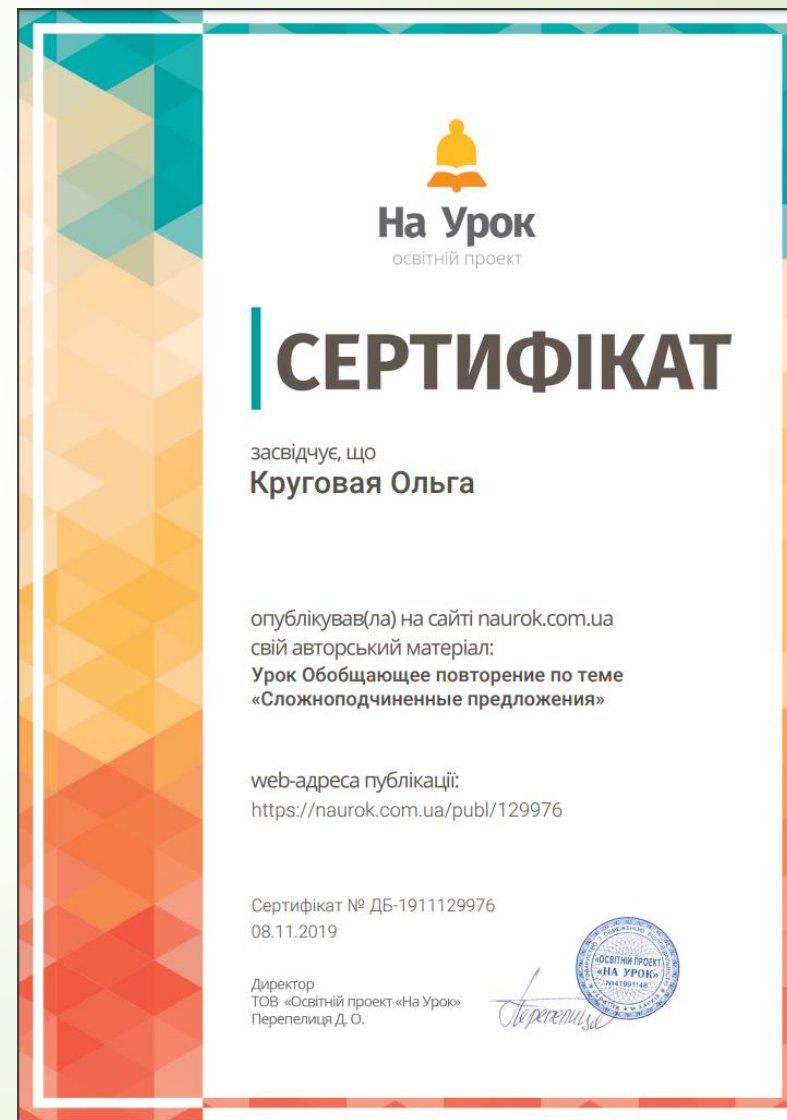 На Урок
освітній проект
СЕРТИФІКАТ
засвідчує, що
Круговая Ольга
опублікував(ла) на сайті naurok.com.ua
свій авторський матеріал:
Урок Обобщающее повторение по теме
«Сложноподчиненные предложения»
web-адреса публікації:
https://naurok.com.ua/publ/129976
Сертифікат № ДБ-1911129976
08.11.2019
Директор
ТОВ «Освітній проект «На Урок»
Перепелиця Д. О.
«ОСВІТНІЙ ПРОЕКТ
«НА УРОК»
№41991148
Перепелиця